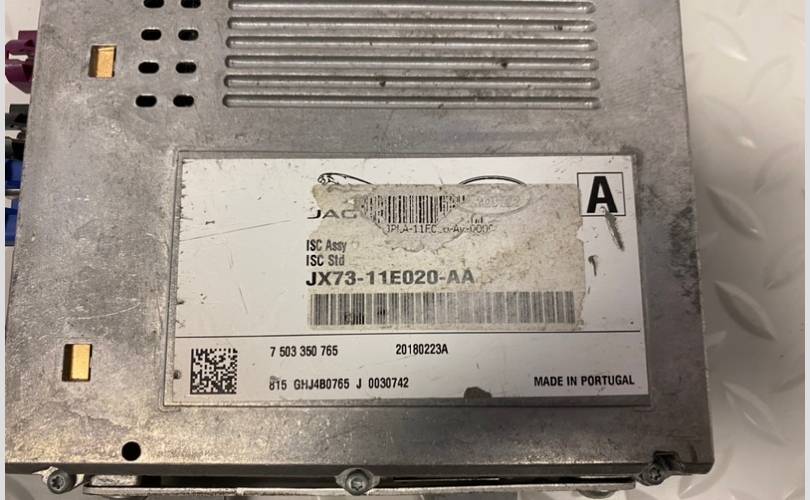 A
JAG
ISC Assy
ISC Std
JX73-11E020-AA
7 503 350 765 20180223A
815 GHJ4B0765 J 0030742
MADE IN PORTUGAL